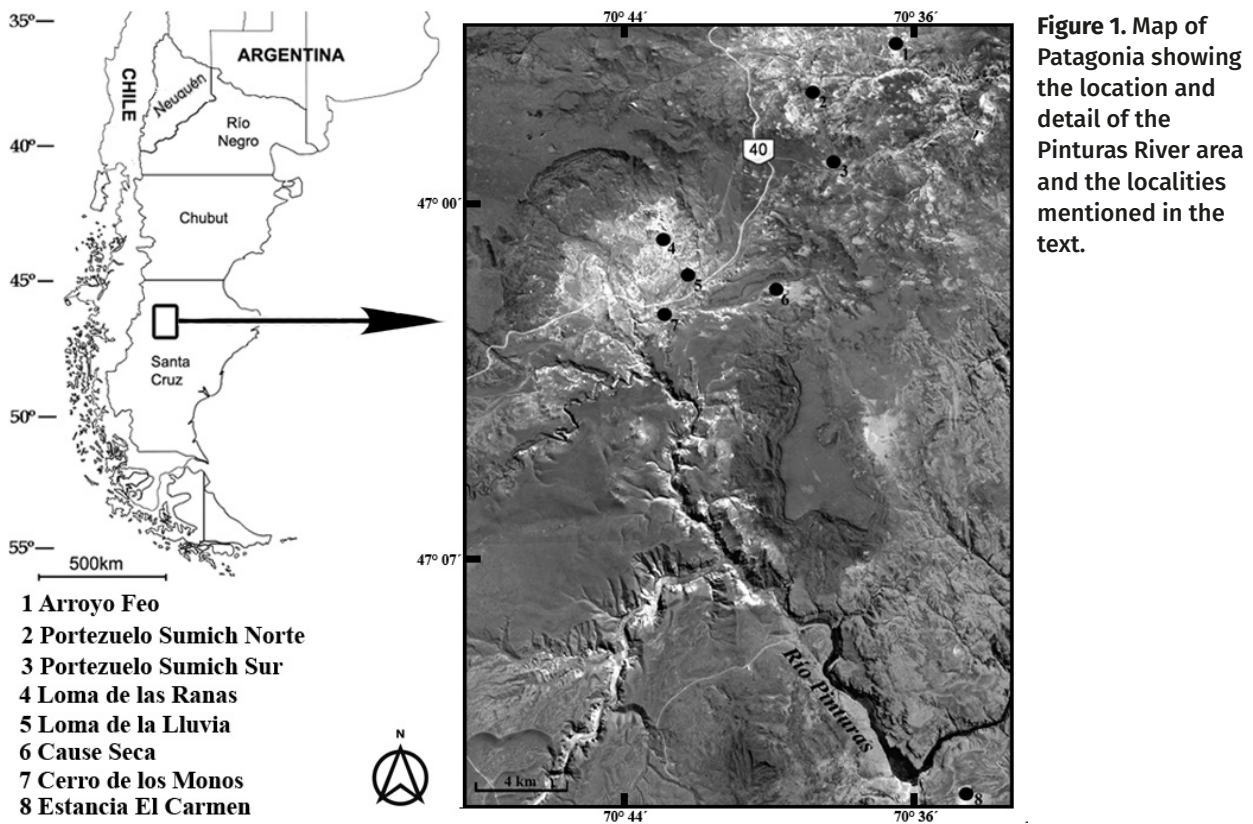 35º
40º
45º
50º
55º
CHILE
Neuquén
ARGENTINA
Río
Negro
Chubut
Santa
Cruz
500km
1 Arroyo Feo
2 Portezuelo Sumich Norte
3 Portezuelo Sumich Sur
4 Loma de las Ranas
5 Loma de la Lluvia
6 Cause Seca
7 Cerro de los Monos
8 Estancia El Carmen
N
70º 44´
70º 36´
47º 00´
47º 07´
1
2
40
3
4
5
6
7
Río Pinturas
4 km
8
70º 44´
70º 36´
Figure 1. Map of
Patagonia showing
the location and
detail of the
Pinturas River area
and the localities
mentioned in the
text.